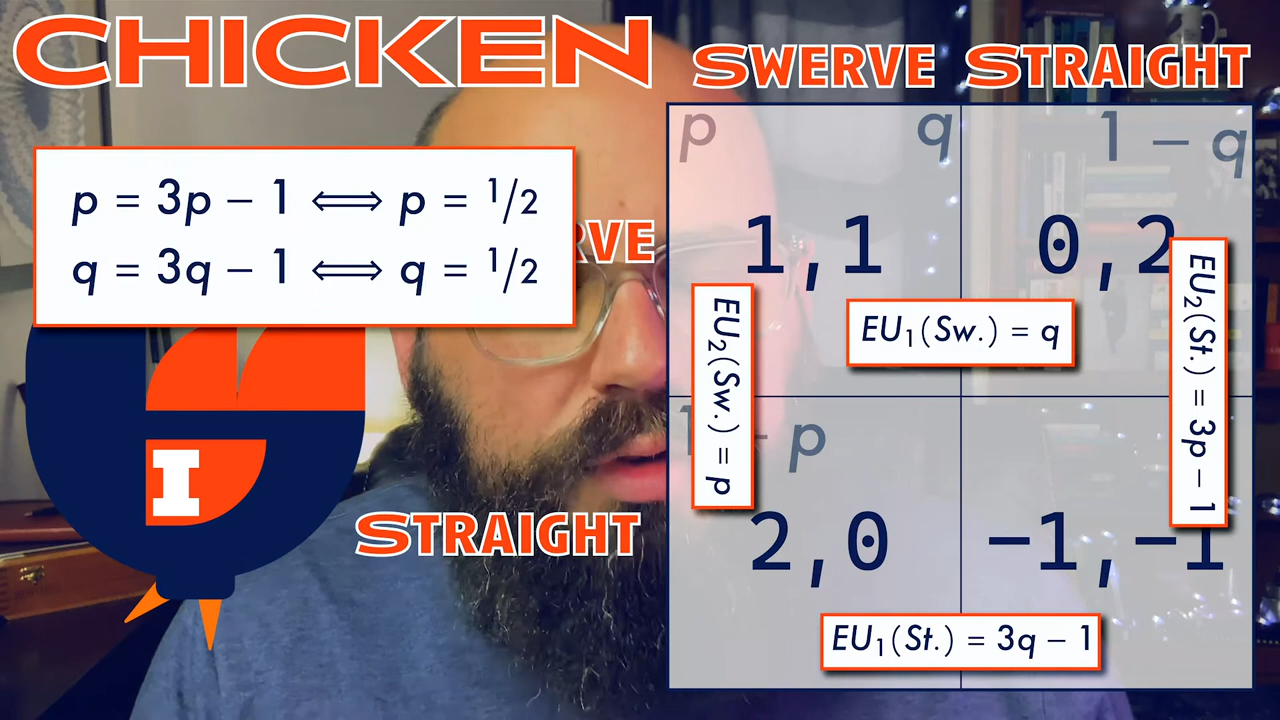 CHICKEN
SWERVE STRAIGHT
p q 1 – q
p = 3p – 1 ⟺ p = 1/2
q = 3q – 1 ⟺ q = 1/2
1,1 0,2
EU₁(Sw.) = q
EU₂(Sw.) = p
EU₂(St.) = 3p – 1
I
STRAIGHT
2,0 –1,–1
EU₁(St.) = 3q – 1